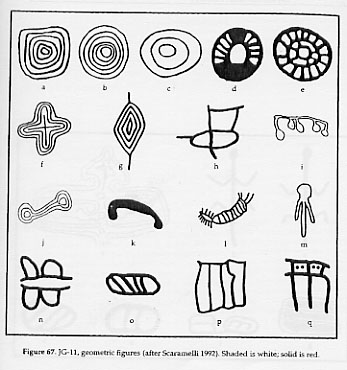 a b c d e
f g h i
j k l m
n o p q
Figure 67. JG-11, geometric figures (after Scaramelli 1992). Shaded is white; solid is red.